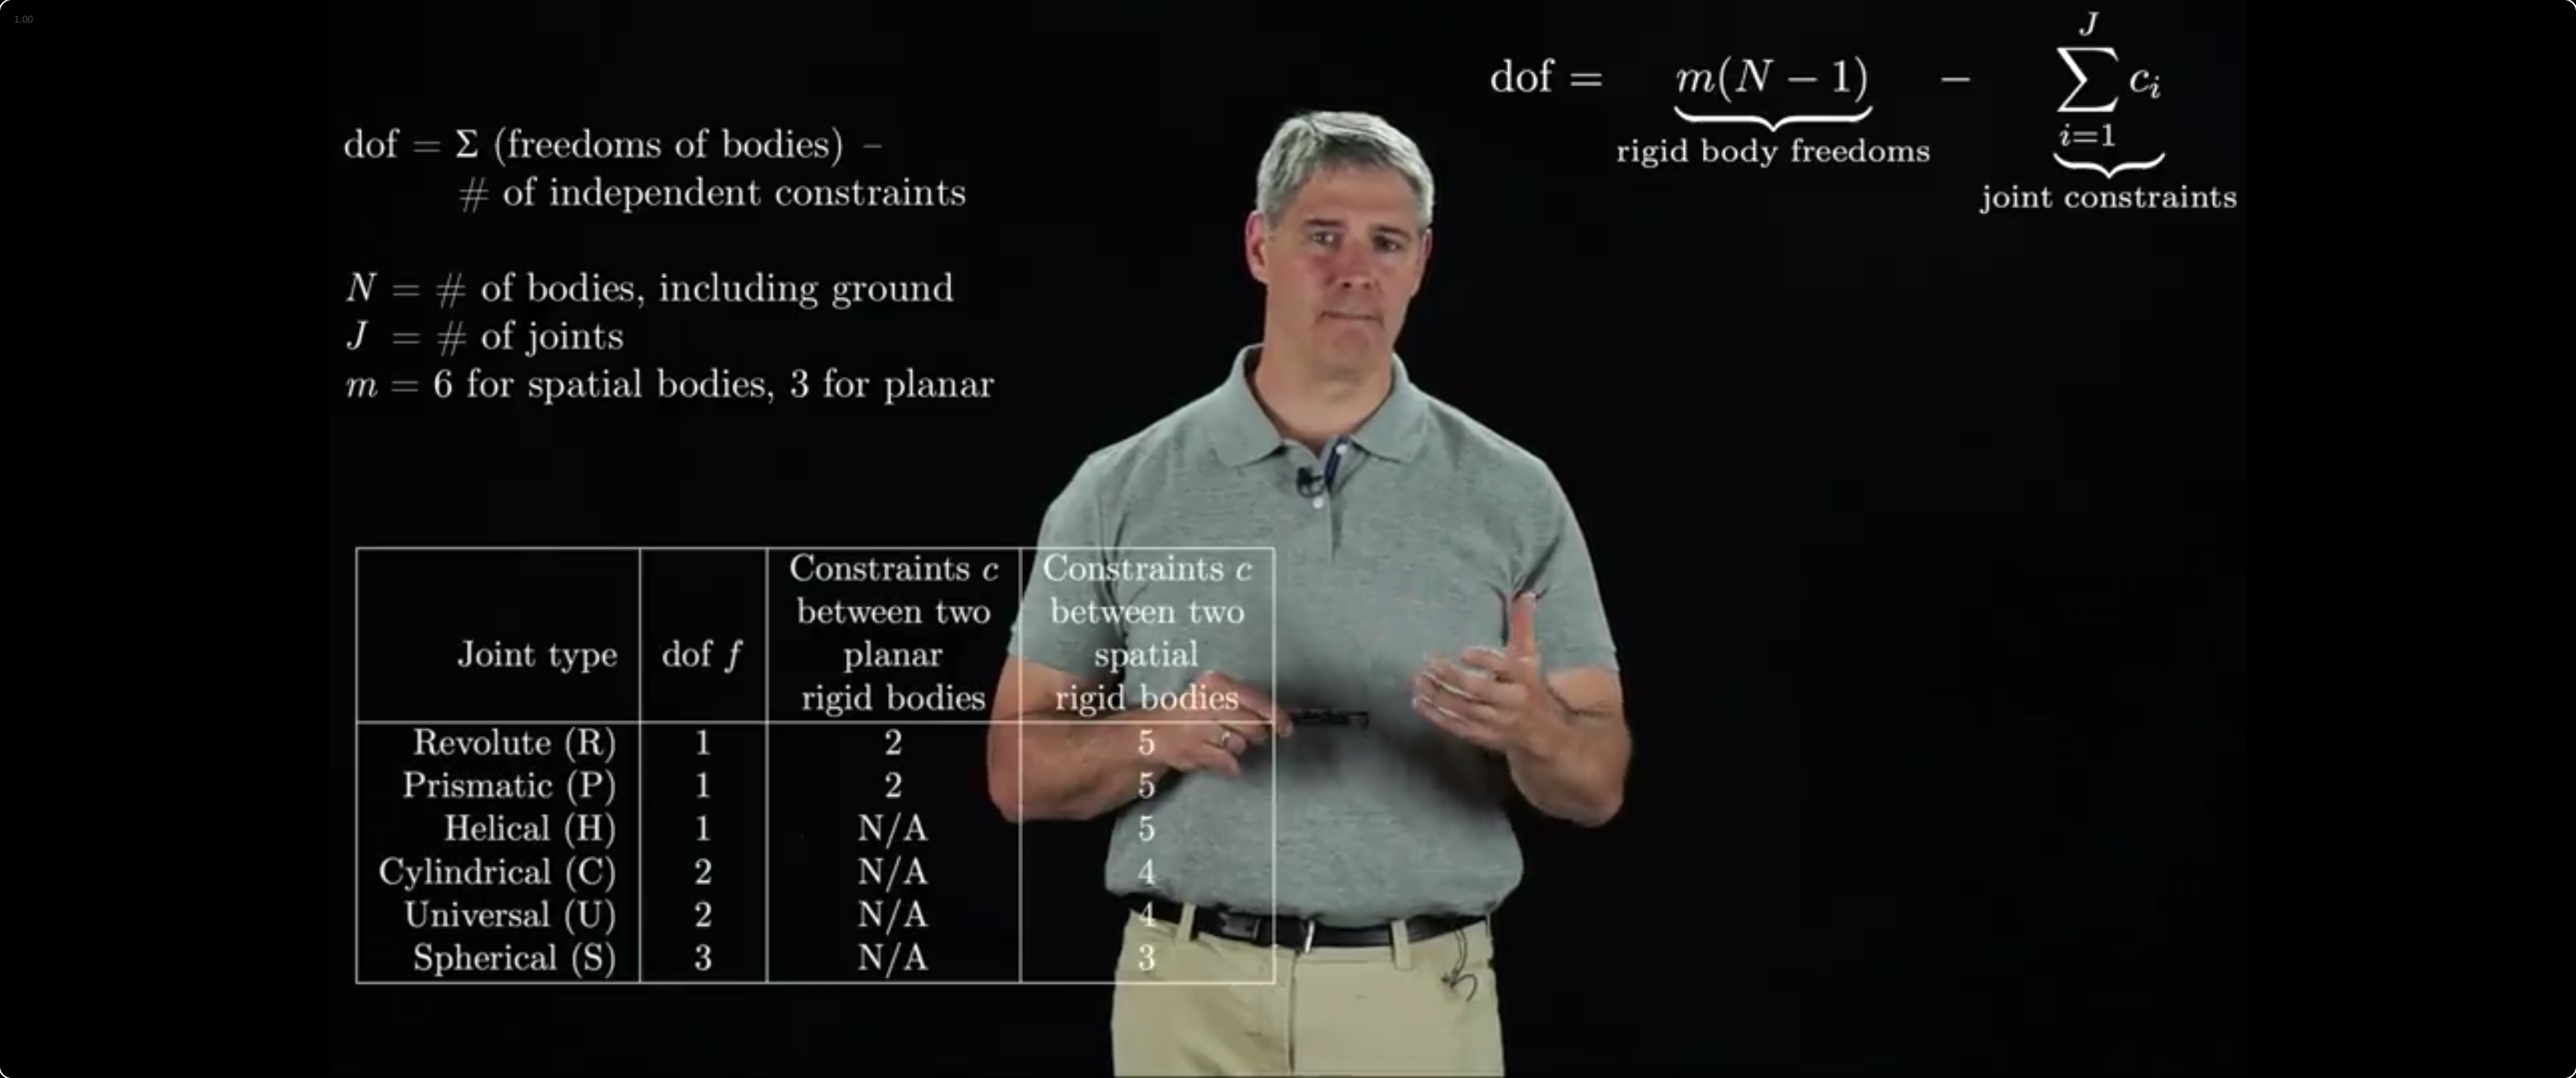 1.00
dof = Σ (freedoms of bodies) –
# of independent constraints
N = # of bodies, including ground
J = # of joints
m = 6 for spatial bodies, 3 for planar
dof = m(N − 1) − ∑ c_i
J
i=1
rigid body freedoms
joint constraints
Joint type | dof f | Constraints c between two planar rigid bodies | Constraints c between two spatial rigid bodies
Revolute (R) 1 2 5
Prismatic (P) 1 2 5
Helical (H) 1 N/A 5
Cylindrical (C) 2 N/A 4
Universal (U) 2 N/A 4
Spherical (S) 3 N/A 3